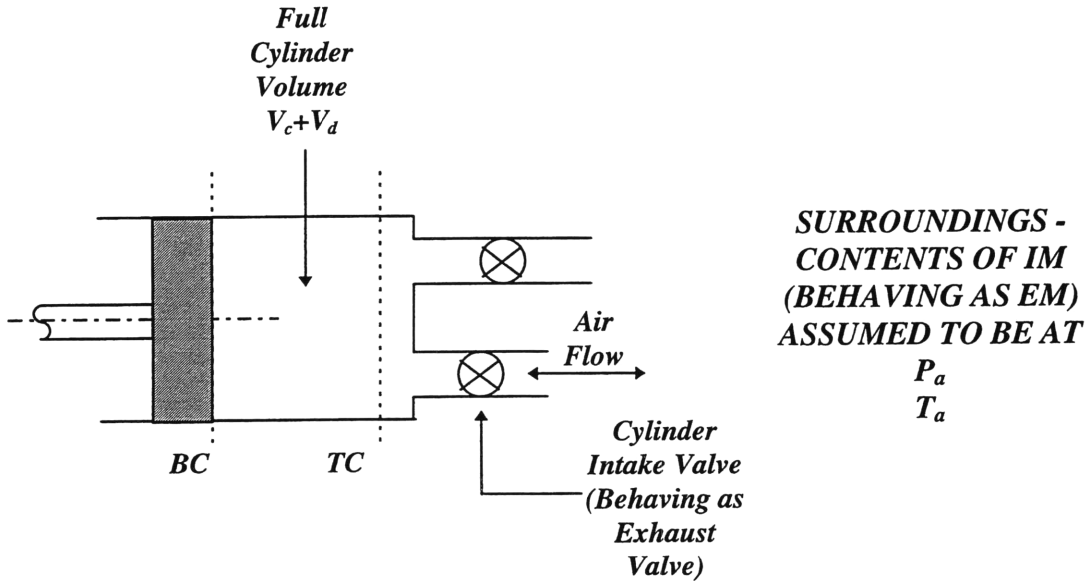 Full
Cylinder
Volume
Vc+Vd
SURROUNDINGS -
CONTENTS OF IM
(BEHAVING AS EM)
ASSUMED TO BE AT
Pa
Ta
Air
Flow
BC
TC
Cylinder
Intake Valve
(Behaving as
Exhaust
Valve)